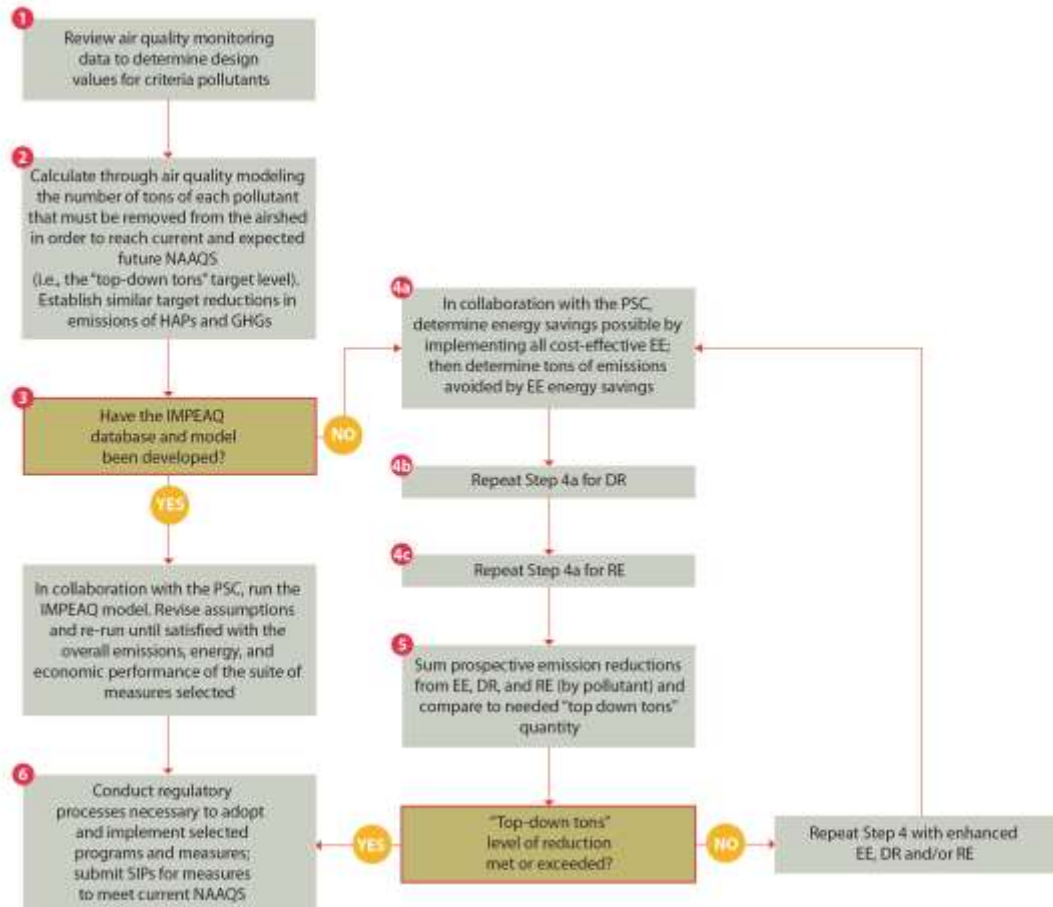 1
Review air quality monitoring
data to determine design
values for criteria pollutants
2
Calculate through air quality modeling
the number of tons of each pollutant
that must be removed from the airshed
in order to reach current and expected
future NAAQS
(i.e., the "top-down tons" target level).
Establish similar target reductions in
emissions of HAPs and GHGs
3
Have the IMPEAQ
database and model
been developed?
NO
YES
In collaboration with the PSC, run the
IMPEAQ model. Revise assumptions
and re-run until satisfied with the
overall emissions, energy, and
economic performance of the suite of
measures selected
4a
In collaboration with the PSC,
determine energy savings possible by
implementing all cost-effective EE;
then determine tons of emissions
avoided by EE energy savings
4b
Repeat Step 4a for DR
4c
Repeat Step 4a for RE
5
Sum prospective emission reductions
from EE, DR, and RE (by pollutant) and
compare to needed "top down tons"
quantity
"Top-down tons"
level of reduction
met or exceeded?
NO
Repeat Step 4 with enhanced
EE, DR and/or RE
YES
6
Conduct regulatory
processes necessary to adopt
and implement selected
programs and measures;
submit SIPs for measures
to meet current NAAQS